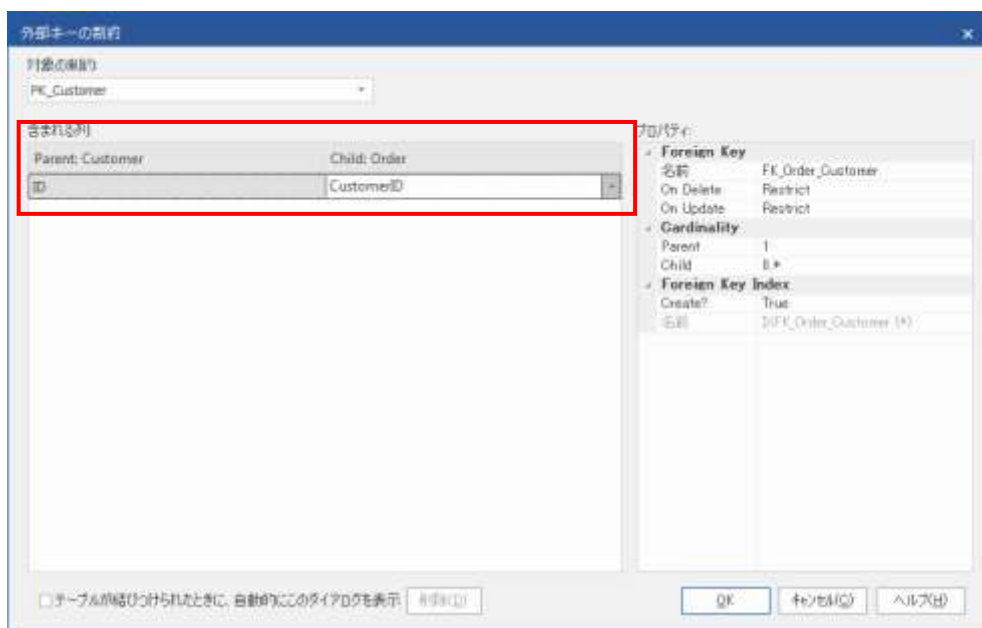 外部キーの制約
対象の制約
PK_Customer
含まれる列
Parent: Customer Child: Order
ID CustomerID
プロパティ
Foreign Key
名前 FK_Order_Customer
On Delete Restrict
On Update Restrict
Cardinality
Parent 1
Child 0..*
Foreign Key Index
Create? True
名前 IXFK_Order_Customer (*)
テーブルが結びつけられたときに、自動的にこのダイアログを表示 削除(D)
OK キャンセル(C) ヘルプ(H)